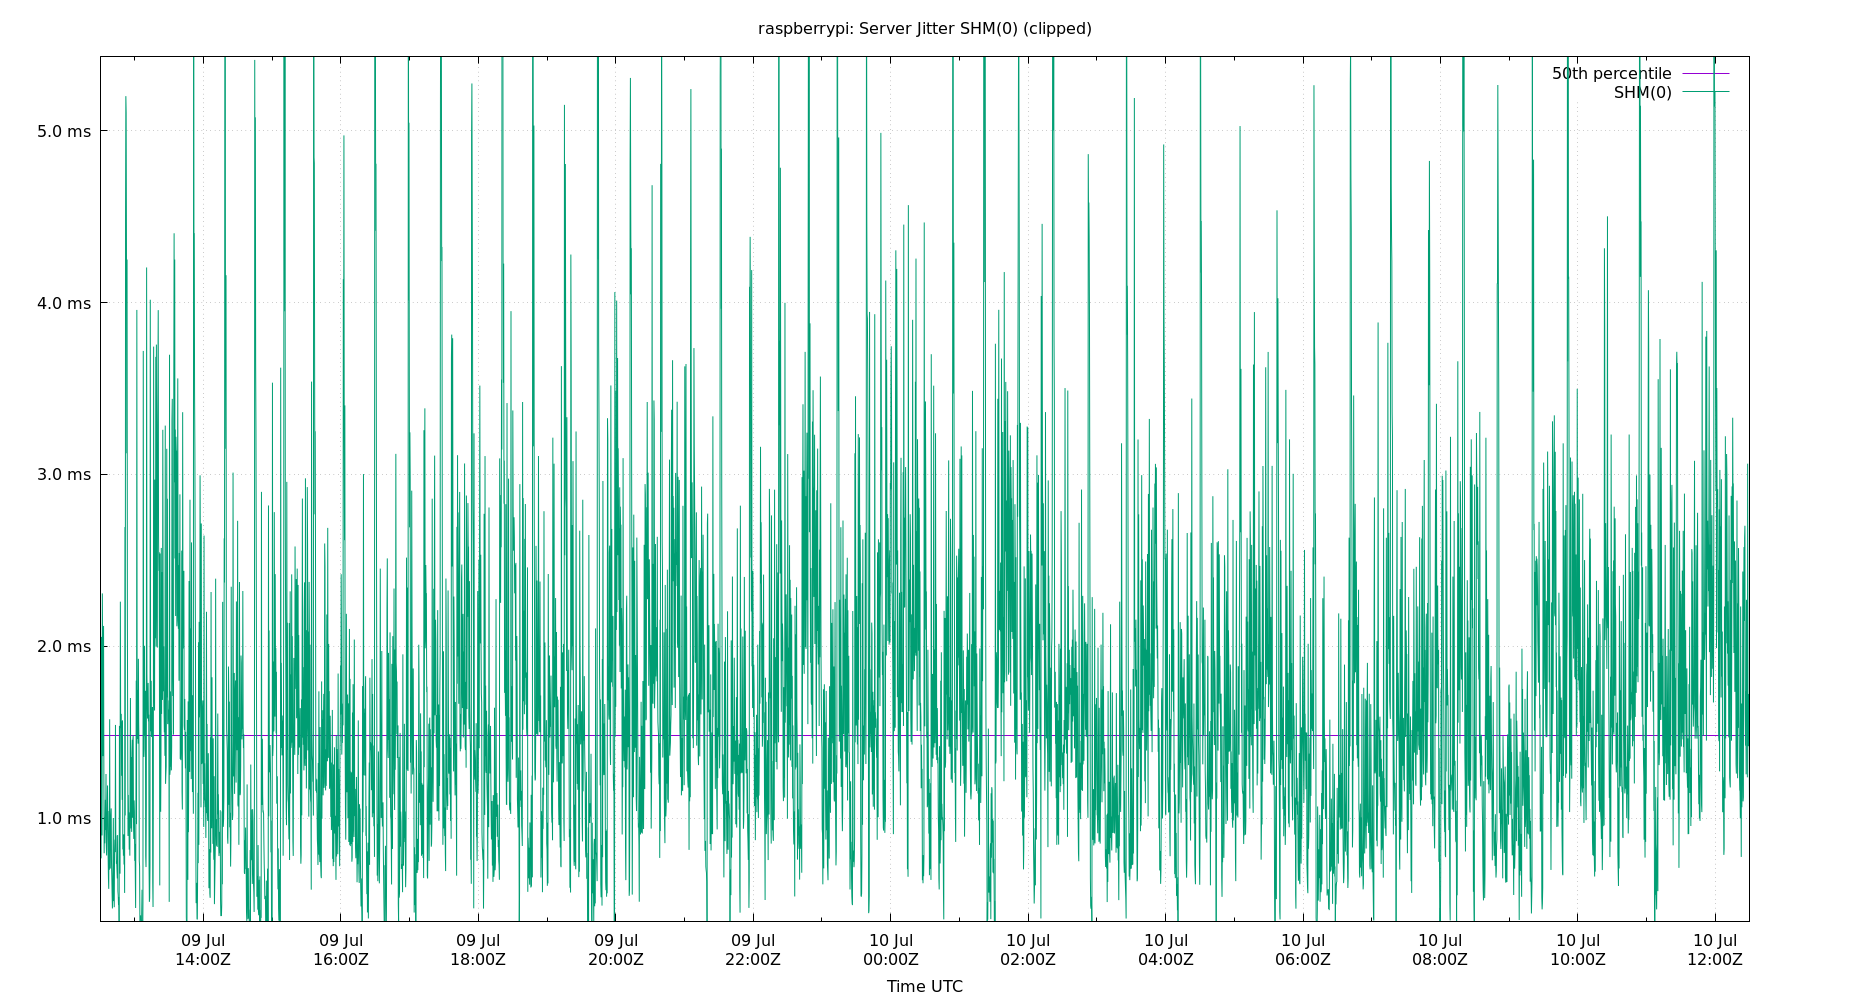 raspberrypi: Server Jitter SHM(0) (clipped)
50th percentile
SHM(0)
5.0 ms
4.0 ms
3.0 ms
2.0 ms
1.0 ms
09 Jul 14:00Z
09 Jul 16:00Z
09 Jul 18:00Z
09 Jul 20:00Z
09 Jul 22:00Z
10 Jul 00:00Z
10 Jul 02:00Z
10 Jul 04:00Z
10 Jul 06:00Z
10 Jul 08:00Z
10 Jul 10:00Z
10 Jul 12:00Z
Time UTC